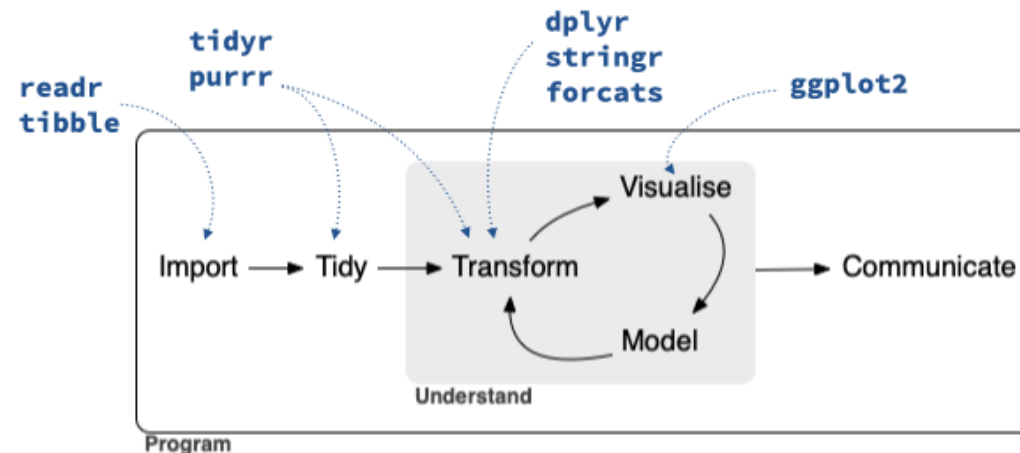 dplyr
tidyr
stringr
purrr
forcats
ggplot2
readr
tibble
Visualise
Import
Tidy
Transform
Communicate
Model
Understand
Program